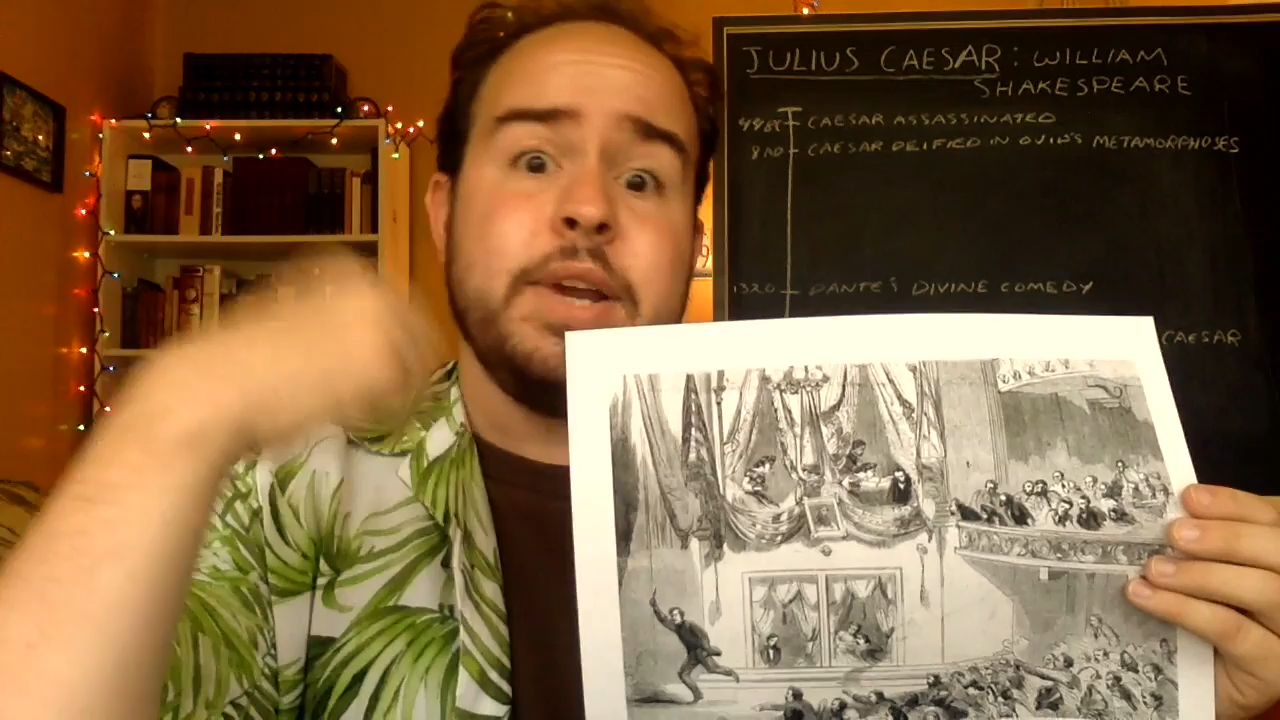 JULIUS CAESAR: WILLIAM
SHAKESPEARE
44BC CAESAR ASSASSINATED
8AD CAESAR DEIFIED IN OVID'S METAMORPHOSES
1320 DANTE'S DIVINE COMEDY
CAESAR